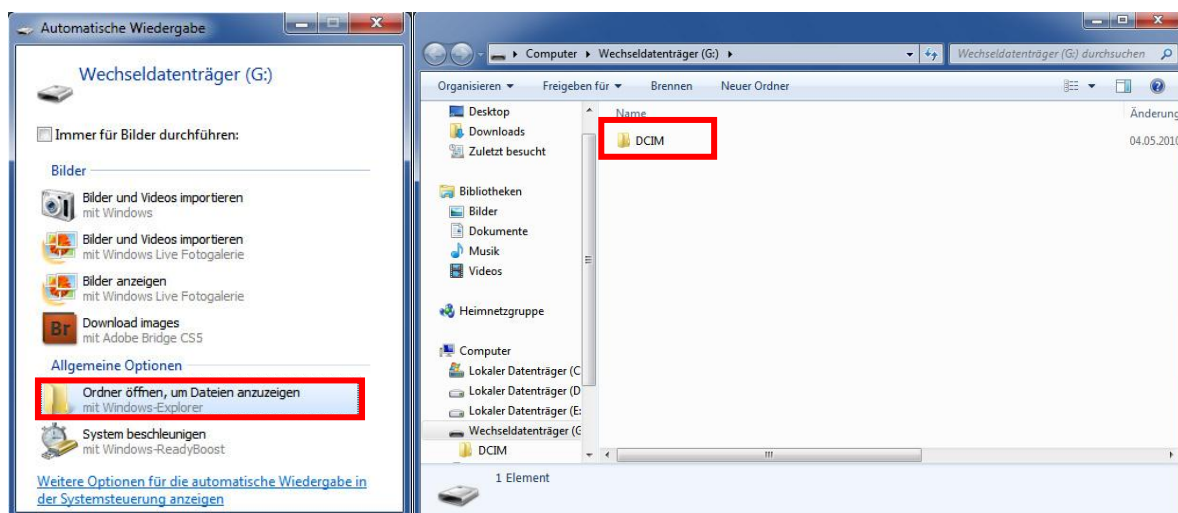 Automatische Wiedergabe
Wechseldatenträger (G:)
Immer für Bilder durchführen:
Bilder
Bilder und Videos importieren
mit Windows
Bilder und Videos importieren
mit Windows Live Fotogalerie
Bilder anzeigen
mit Windows Live Fotogalerie
Br
Download images
mit Adobe Bridge CS5
Allgemeine Optionen
Ordner öffnen, um Dateien anzuzeigen
mit Windows-Explorer
System beschleunigen
mit Windows-ReadyBoost
Weitere Optionen für die automatische Wiedergabe in
der Systemsteuerung anzeigen
Computer Wechseldatenträger (G:)
Wechseldatenträger (G:) durchsuchen
Organisieren Freigeben für Brennen Neuer Ordner
Desktop
Downloads
Zuletzt besucht
Bibliotheken
Bilder
Dokumente
Musik
Videos
Heimnetzgruppe
Computer
Lokaler Datenträger (C
Lokaler Datenträger (D
Lokaler Datenträger (E:
Wechseldatenträger (G
DCIM
Name Änderung
DCIM 04.05.2010
1 Element